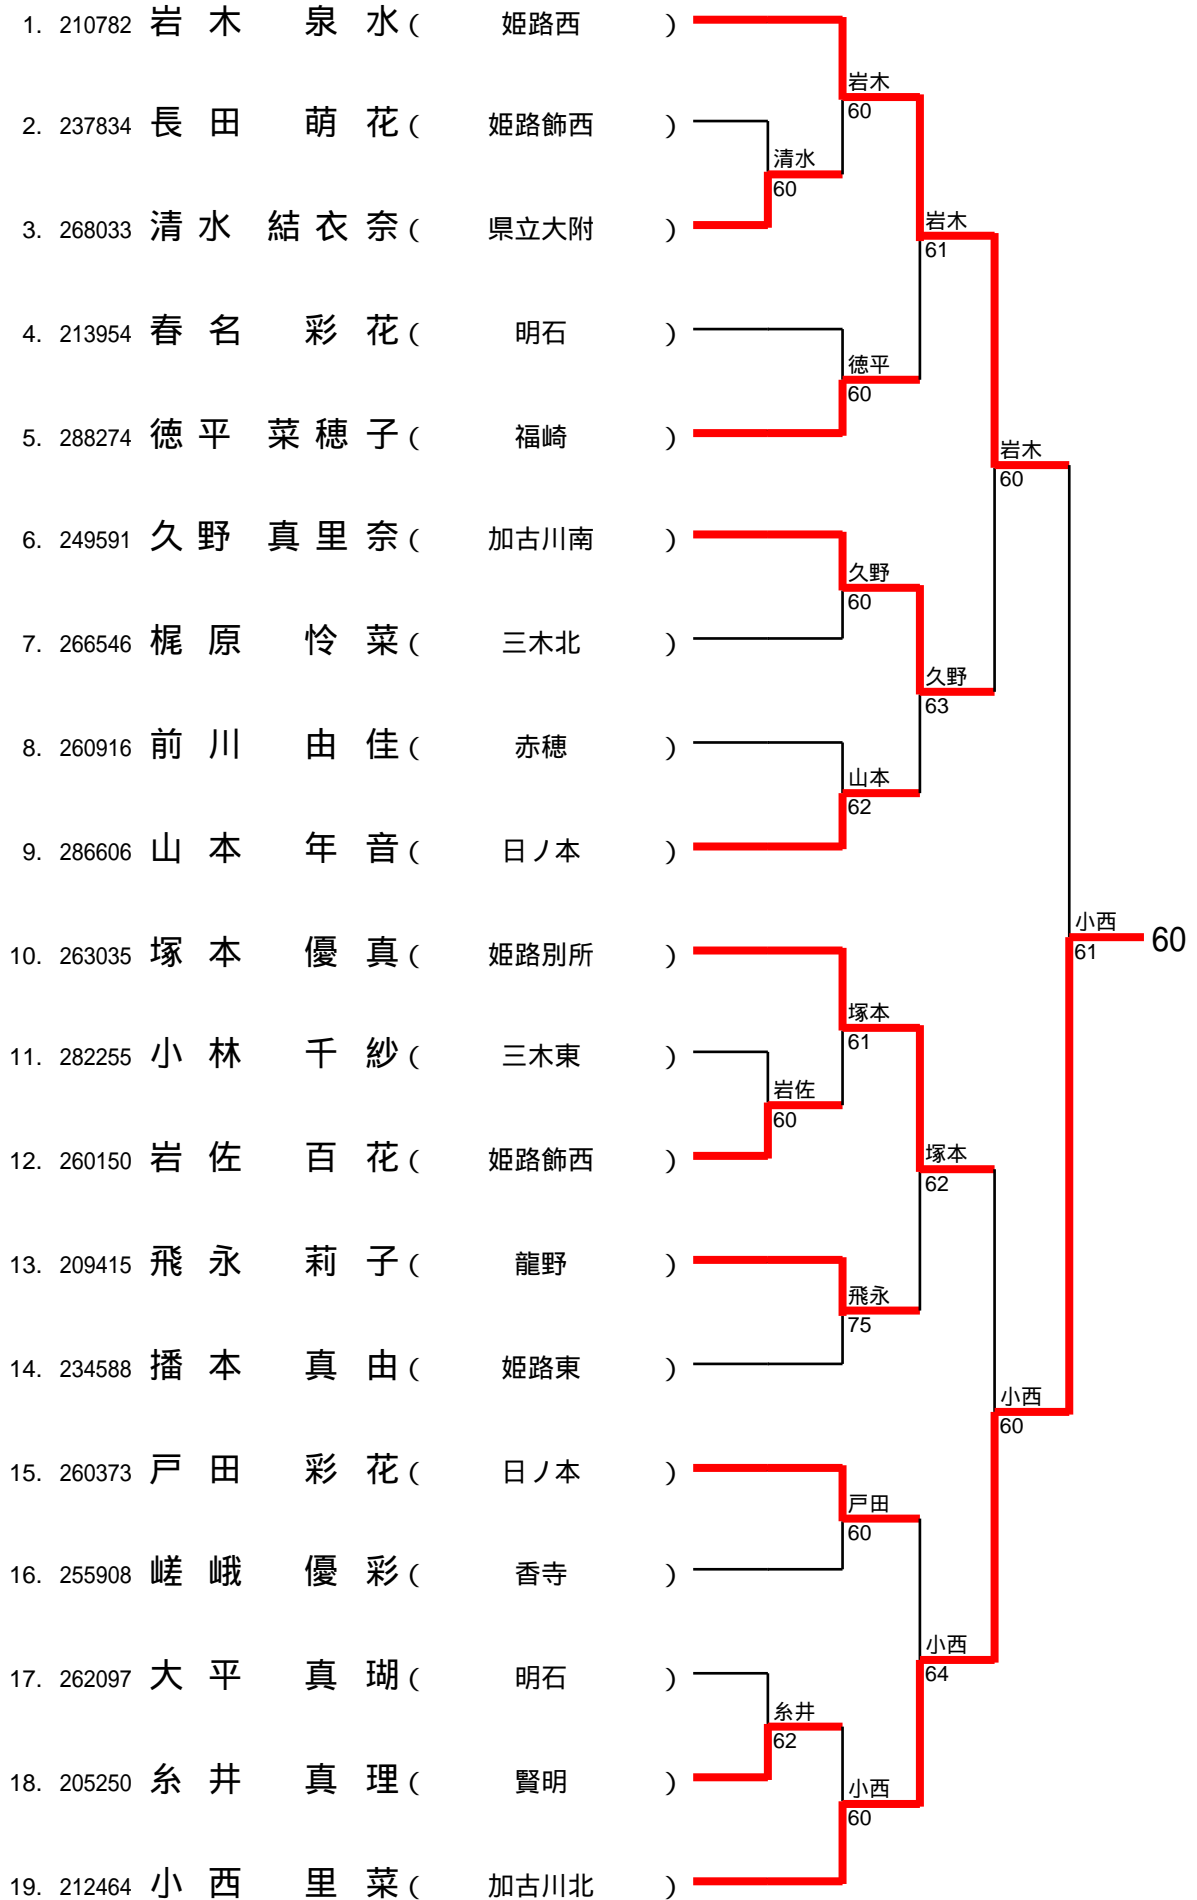 1. 210782 岩木 泉水 ( 姫路西 )
岩木
60
2. 237834 長田 萌花 ( 姫路飾西 )
清水
60
3. 268033 清水 結衣奈 ( 県立大附 )
岩木
61
4. 213954 春名 彩花 ( 明石 )
徳平
60
5. 288274 徳平 菜穂子 ( 福崎 )
岩木
60
6. 249591 久野 真里奈 ( 加古川南 )
久野
60
7. 266546 梶原 怜菜 ( 三木北 )
久野
63
8. 260916 前川 由佳 ( 赤穂 )
山本
62
9. 286606 山本 年音 ( 日ノ本 )
小西
61
60
10. 263035 塚本 優真 ( 姫路別所 )
塚本
61
11. 282255 小林 千紗 ( 三木東 )
岩佐
60
12. 260150 岩佐 百花 ( 姫路飾西 )
塚本
62
13. 209415 飛永 莉子 ( 龍野 )
飛永
75
14. 234588 播本 真由 ( 姫路東 )
小西
60
15. 260373 戸田 彩花 ( 日ノ本 )
戸田
60
16. 255908 嵯峨 優彩 ( 香寺 )
小西
64
17. 262097 大平 真瑚 ( 明石 )
糸井
62
18. 205250 糸井 真理 ( 賢明 )
小西
60
19. 212464 小西 里菜 ( 加古川北 )